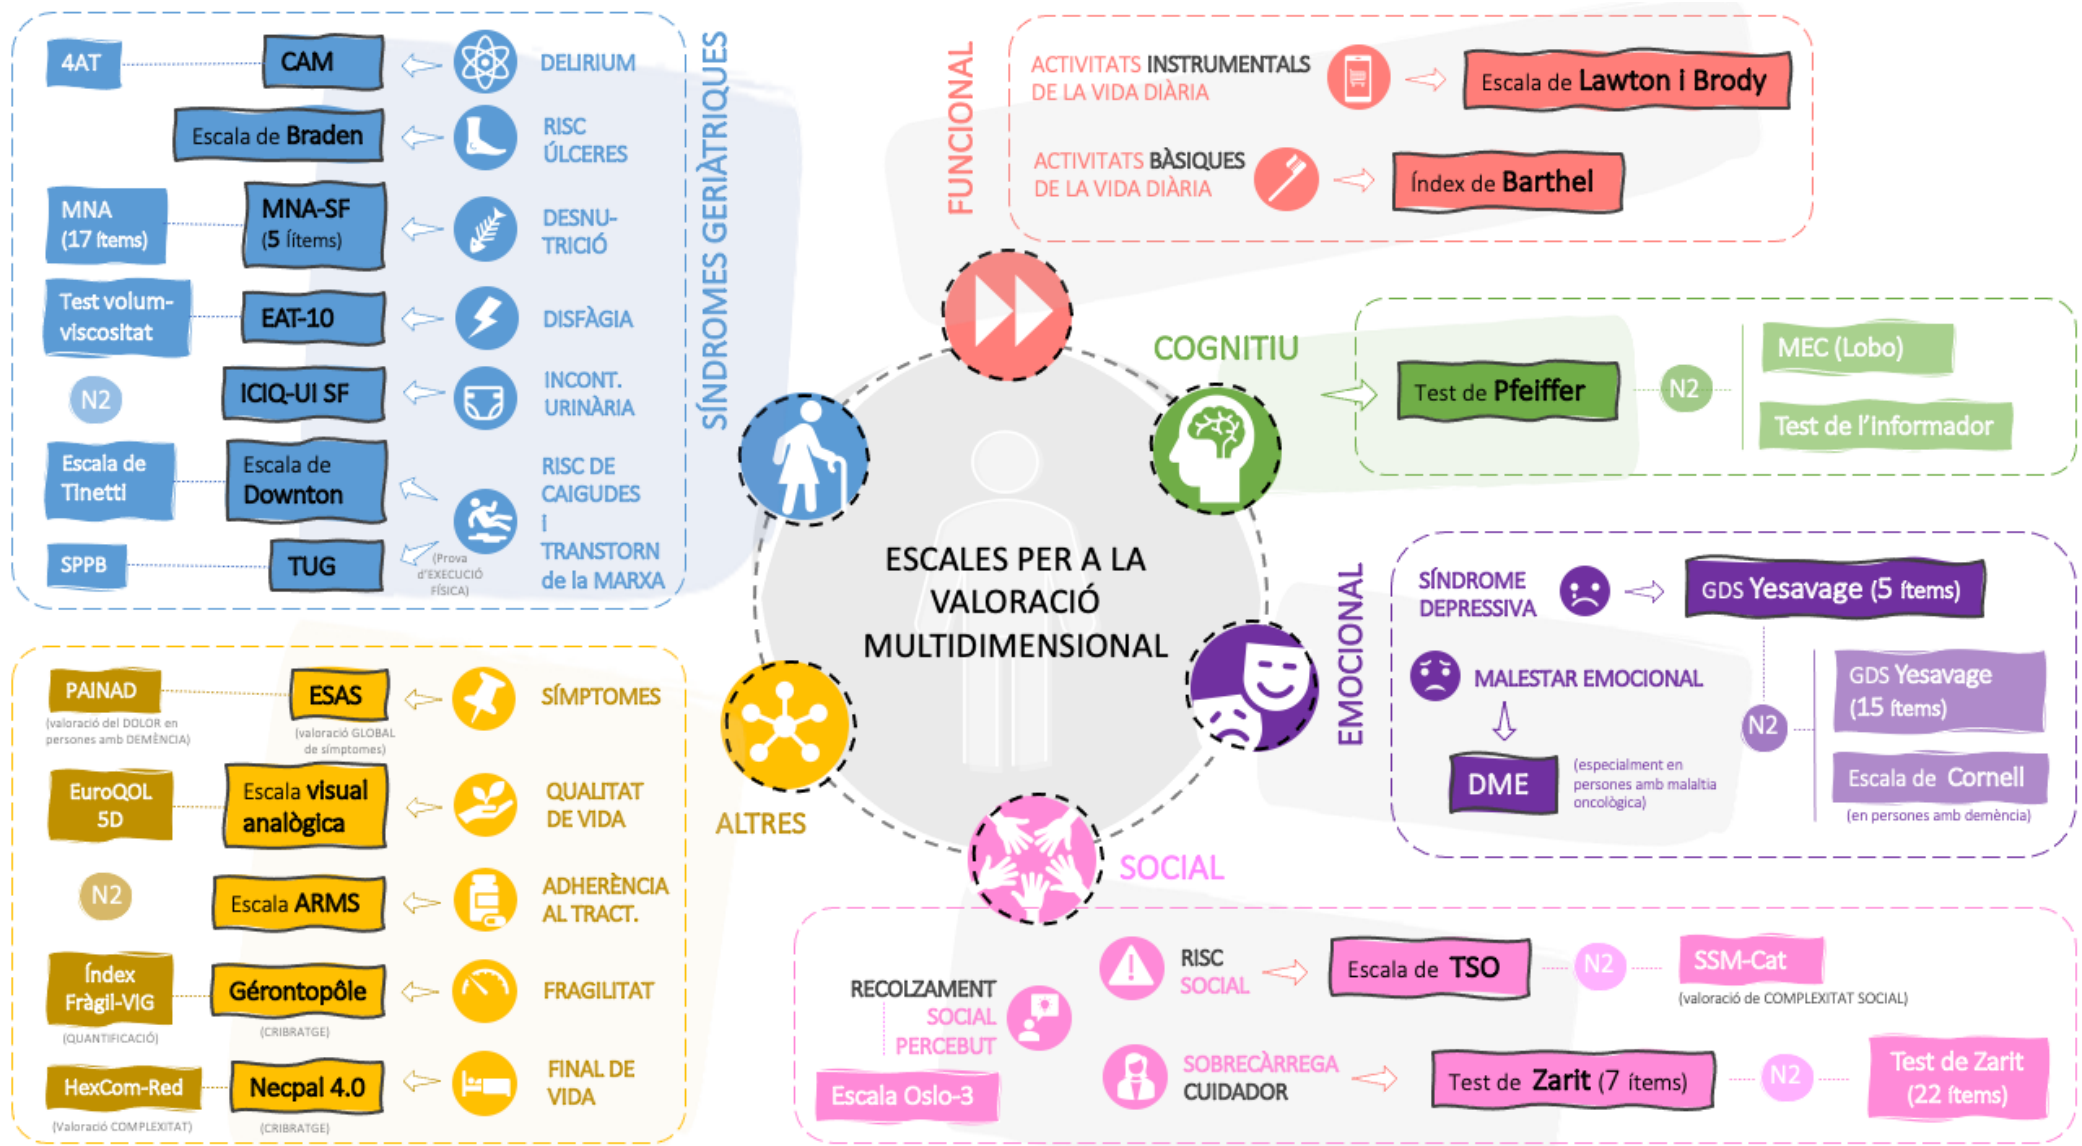 SÍNDROMES GERIÀTRIQUES
4AT
CAM
DELIRIUM
Escala de Braden
RISC
ÚLCERES
MNA
(17 ítems)
MNA-SF
(5 Iítems)
DESNU-
TRICIÓ
Test volum-
viscositat
EAT-10
DISFÀGIA
N2
ICIQ-UI SF
INCONT.
URINÀRIA
Escala de
Tinetti
Escala de
Downton
RISC DE
CAIGUDES
i
TRANSTORN
de la MARXA
SPPB
TUG
(Prova
d'EXECUCIÓ
FÍSICA)
FUNCIONAL
ACTIVITATS INSTRUMENTALS
DE LA VIDA DIÀRIA
Escala de Lawton i Brody
ACTIVITATS BÀSIQUES
DE LA VIDA DIÀRIA
Índex de Barthel
COGNITIU
Test de Pfeiffer
N2
MEC (Lobo)
Test de l'Informador
ESCALES PER A LA
VALORACIÓ
MULTIDIMENSIONAL
EMOCIONAL
SÍNDROME
DEPRESSIVA
GDS Yesavage (5 ítems)
MALESTAR EMOCIONAL
DME
(especialment en
persones amb malaltia
oncològica)
N2
GDS Yesavage
(15 ítems)
Escala de Cornell
(en persones amb demència)
ALTRES
PAINAD
(valoració del DOLOR en
persones amb DEMÈNCIA)
ESAS
(valoració GLOBAL
de símptomes)
SÍMPTOMES
EuroQOL
5D
Escala visual
analògica
QUALITAT
DE VIDA
N2
Escala ARMS
ADHERÈNCIA
AL TRACT.
Índex
Fràgil-VIG
(QUANTIFICACIÓ)
Gérontopôle
(CRIBRATGE)
FRAGILITAT
HexCom-Red
(Valoració COMPLEXITAT)
Necpal 4.0
(CRIBRATGE)
FINAL DE
VIDA
SOCIAL
RECOLZAMENT
SOCIAL
PERCEBUT
Escala Oslo-3
RISC
SOCIAL
Escala de TSO
N2
SSM-Cat
(valoració de COMPLEXITAT SOCIAL)
SOBRECÀRREGA
CUIDADOR
Test de Zarit (7 ítems)
N2
Test de Zarit
(22 ítems)